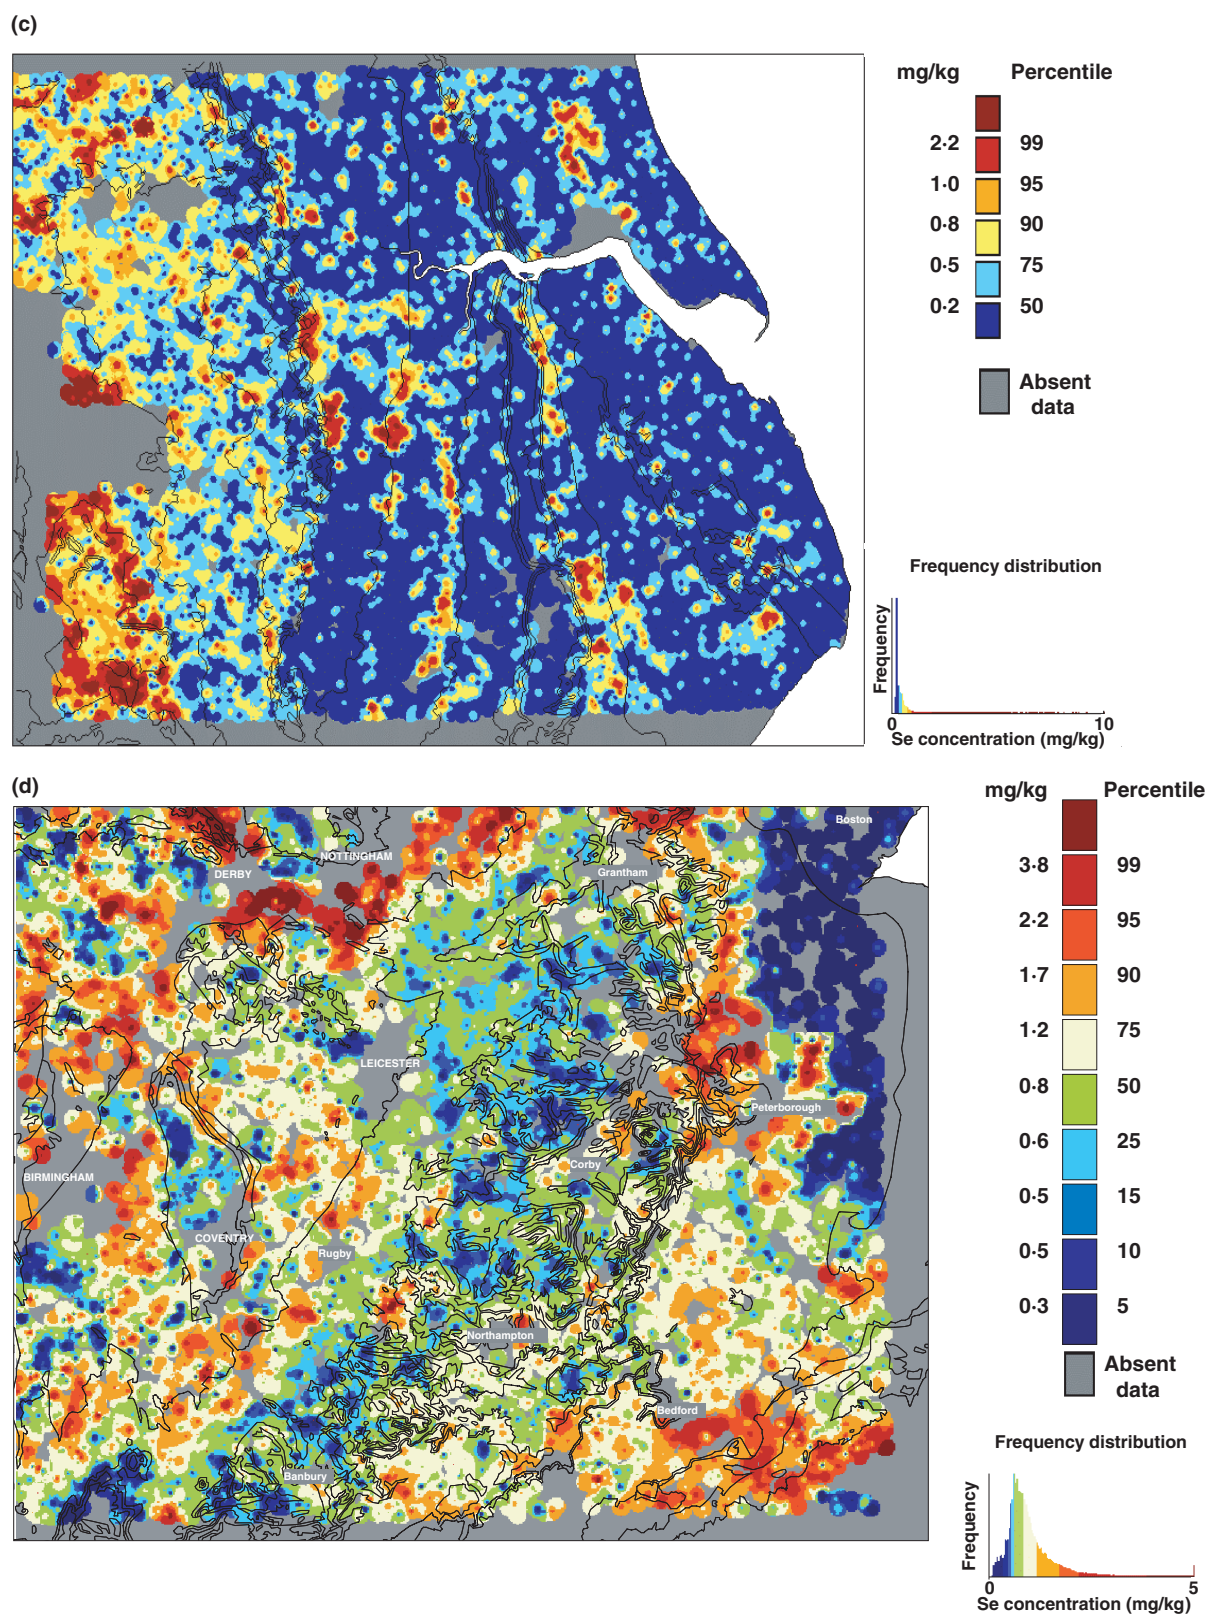 (c)
mg/kg Percentile
2·2 99
1·0 95
0·8 90
0·5 75
0·2 50
Absent
data
Frequency distribution
Frequency
0 10
Se concentration (mg/kg)
(d)
mg/kg Percentile
3·8 99
2·2 95
1·7 90
1·2 75
0·8 50
0·6 25
0·5 15
0·5 10
0·3 5
Absent
data
Boston
NOTTINGHAM
DERBY
Grantham
LEICESTER
Peterborough
BIRMINGHAM
Corby
COVENTRY
Rugby
Northampton
Bedford
Banbury
Frequency distribution
Frequency
0 5
Se concentration (mg/kg)